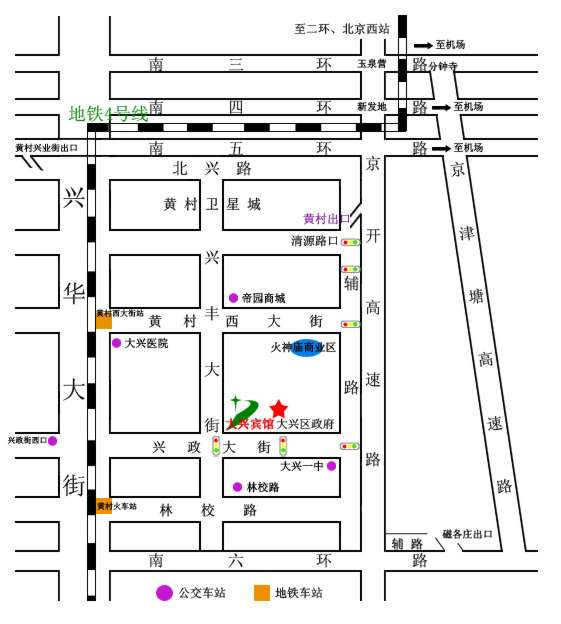 至二环、北京西站
至机场
南三环路
玉泉营
分钟寺
地铁4号线
南四环路
新发地
至机场
黄村兴业街出口
南五环路
至机场
北兴路
京开高速路
京津塘高速路
兴华大街
黄村卫星城
黄村出口
清源路口
兴丰大街
辅路
帝园商城
黄村西大街站
黄村西大街
大兴医院
火神庙商业区
大兴宾馆
大兴区政府
兴政街西口
兴政大街
大兴一中
林校路
黄村火车站
林校路
磁各庄出口
辅路
南六环路
公交车站
地铁车站